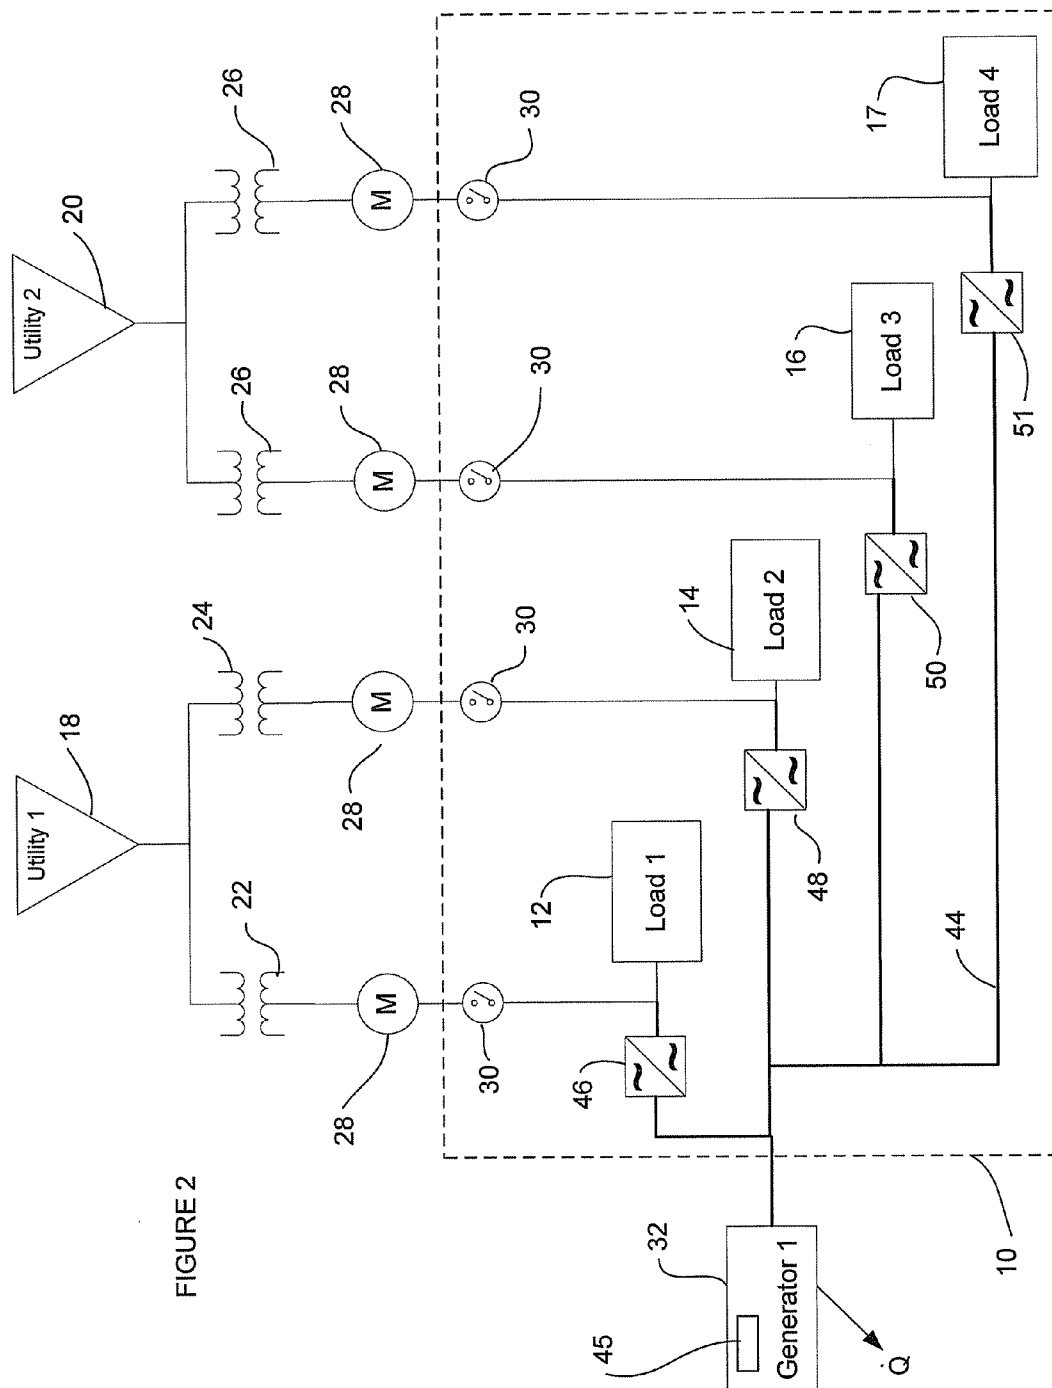 Utility 1
18
Utility 2
20
22
24
26
26
28
28
28
28
M
M
M
M
30
30
30
30
12
Load 1
14
Load 2
16
Load 3
17
Load 4
46
~
~
48
~
~
50
~
~
51
~
~
44
FIGURE 2
32
45
Generator 1
Q̇
10